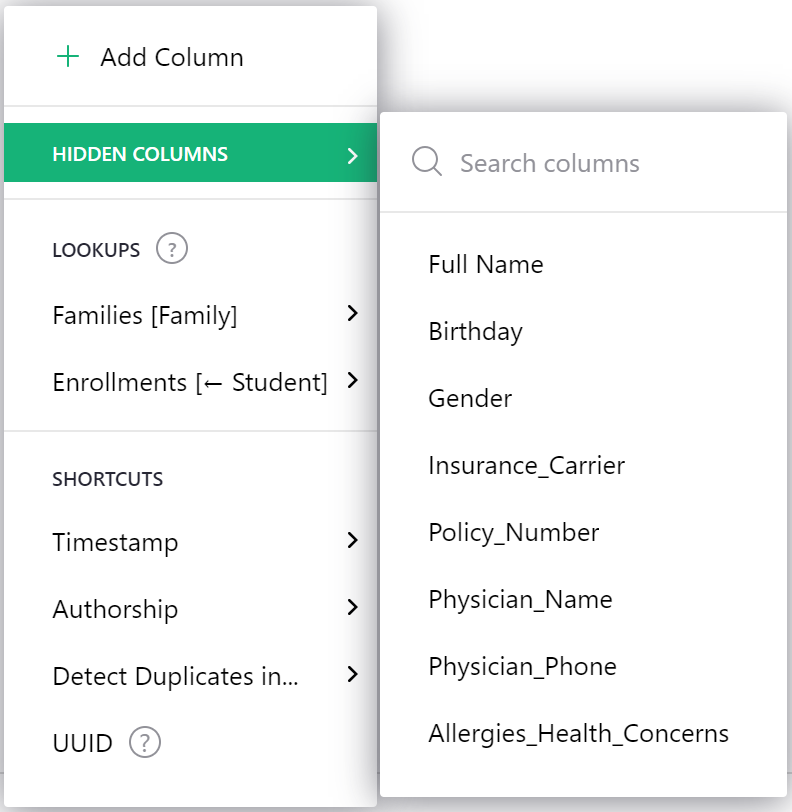 Add Column
HIDDEN COLUMNS
LOOKUPS ?
Families [Family]
Enrollments [← Student]
SHORTCUTS
Timestamp
Authorship
Detect Duplicates in...
UUID ?
Search columns
Full Name
Birthday
Gender
Insurance_Carrier
Policy_Number
Physician_Name
Physician_Phone
Allergies_Health_Concerns